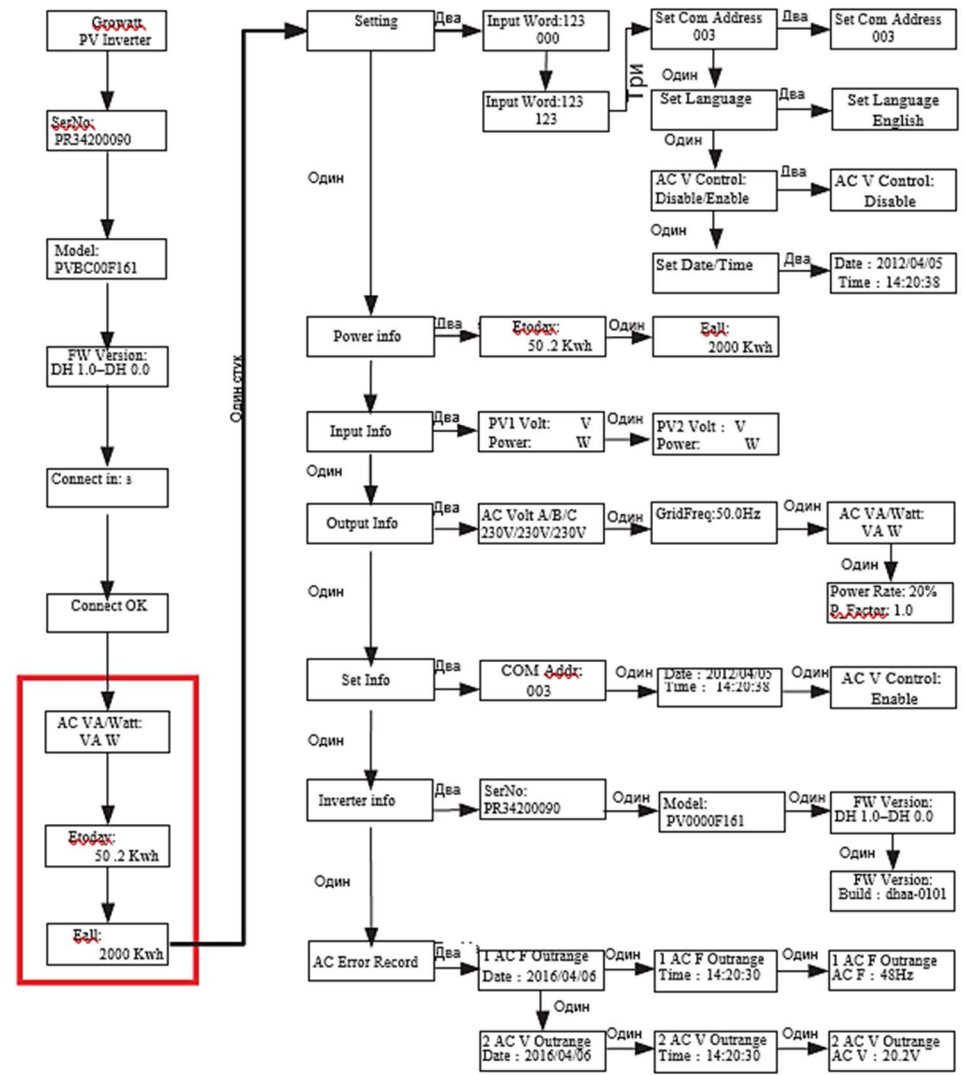 Growatt
PV Inverter
SerNo:
PR34200090
Model:
PVBC00F161
FW Version:
DH 1.0–DH 0.0
Connect in: s
Connect OK
AC VA/Watt:
VA W
Etoday:
50 .2 Kwh
Eall:
2000 Kwh
Один стук
Setting
Два
Input Word:123
000
Input Word:123
123
Три
Set Com Address
003
Два
Set Com Address
003
Один
Set Language
Два
Set Language
English
Один
AC V Control:
Disable/Enable
Два
AC V Control:
Disable
Один
Set Date/Time
Два
Date : 2012/04/05
Time : 14:20:38
Один
Power info
Два
Etoday:
50 .2 Kwh
Один
Eall:
2000 Kwh
Input Info
Два
PV1 Volt: V
Power: W
Один
PV2 Volt : V
Power: W
Один
Output Info
Два
AC Volt A/B/C
230V/230V/230V
Один
GridFreq:50.0Hz
Один
AC VA/Watt:
VA W
Один
Power Rate: 20%
P_Factor: 1.0
Один
Set Info
Два
COM Addr:
003
Один
Date : 2012/04/05
Time : 14:20:38
Один
AC V Control:
Enable
Один
Inverter info
Два
SerNo:
PR34200090
Один
Model:
PV0000F161
Один
FW Version:
DH 1.0–DH 0.0
Один
FW Version:
Build : dhaa-0101
Один
AC Error Record
Два
1 AC F Outrange
Date : 2016/04/06
Один
1 AC F Outrange
Time : 14:20:30
Один
1 AC F Outrange
AC F : 48Hz
Один
2 AC V Outrange
Date : 2016/04/06
Один
2 AC V Outrange
Time : 14:20:30
Один
2 AC V Outrange
AC V : 20.2V